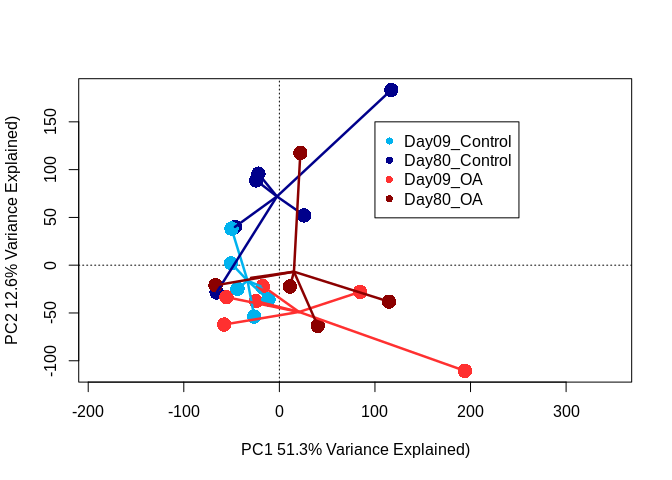 150
100
50
0
-50
-100
PC2 12.6% Variance Explained)
Day09_Control
Day80_Control
Day09_OA
Day80_OA
-200 -100 0 100 200 300
PC1 51.3% Variance Explained)